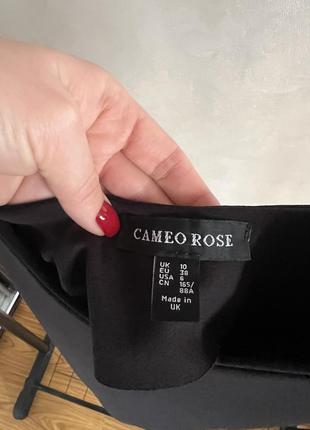 CAMEO ROSE
UK 10
EU 38
USA 6
CN 165/
88A
Made in
UK